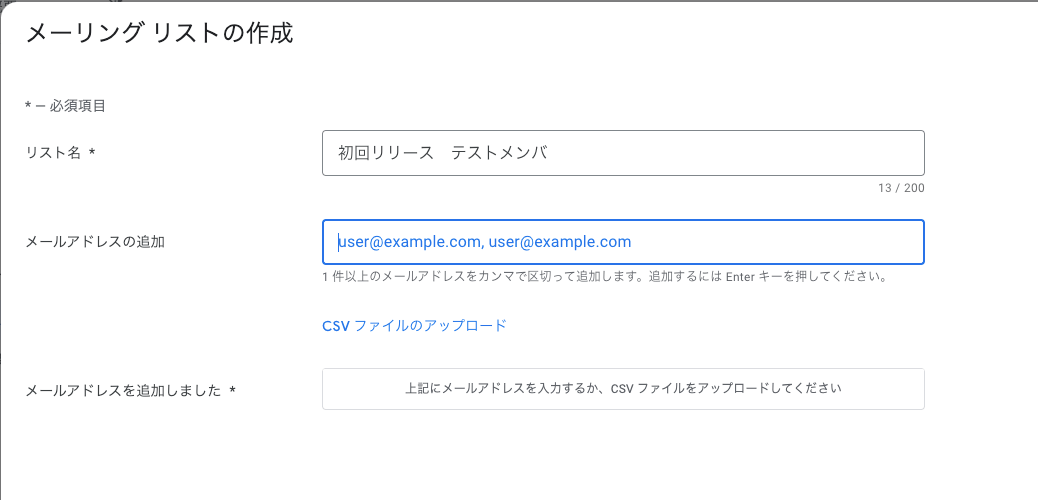 メーリング リストの作成
* – 必須項目
リスト名 *
初回リリース　テストメンバ
13 / 200
メールアドレスの追加
user@example.com, user@example.com
1 件以上のメールアドレスをカンマで区切って追加します。追加するには Enter キーを押してください。
CSV ファイルのアップロード
メールアドレスを追加しました *
上記にメールアドレスを入力するか、CSV ファイルをアップロードしてください